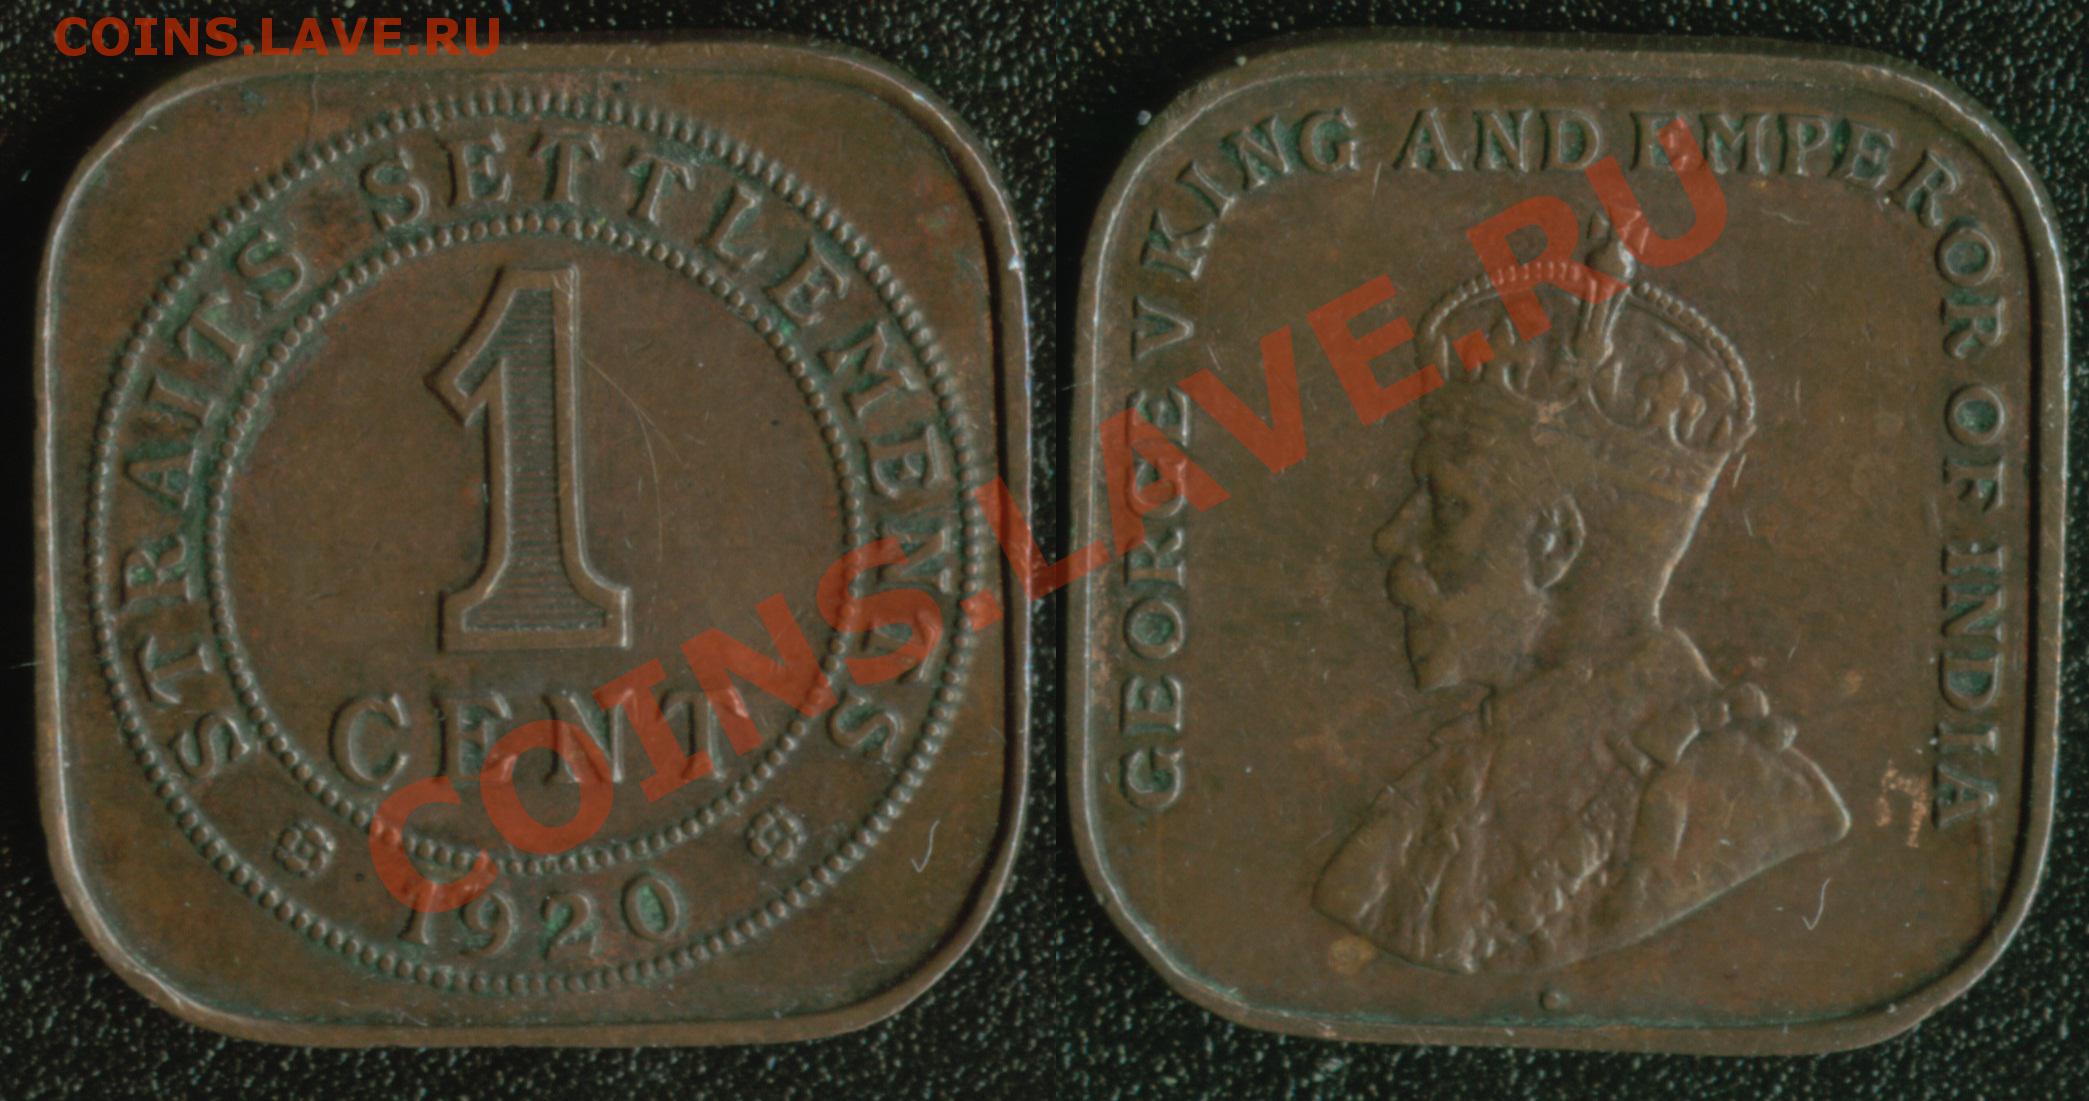 COINS.LAVE.RU
STRAITS SETTLEMENTS
1
CENT
1920
GEORGE V KING AND EMPEROR OF INDIA
COINS.LAVE.RU